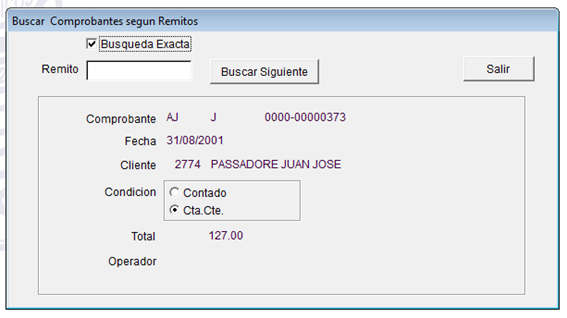 Buscar Comprobantes segun Remitos
Busqueda Exacta
Remito Buscar Siguiente Salir
Comprobante AJ J 0000-00000373
Fecha 31/08/2001
Cliente 2774 PASSADORE JUAN JOSE
Condicion Contado
Cta.Cte.
Total 127.00
Operador